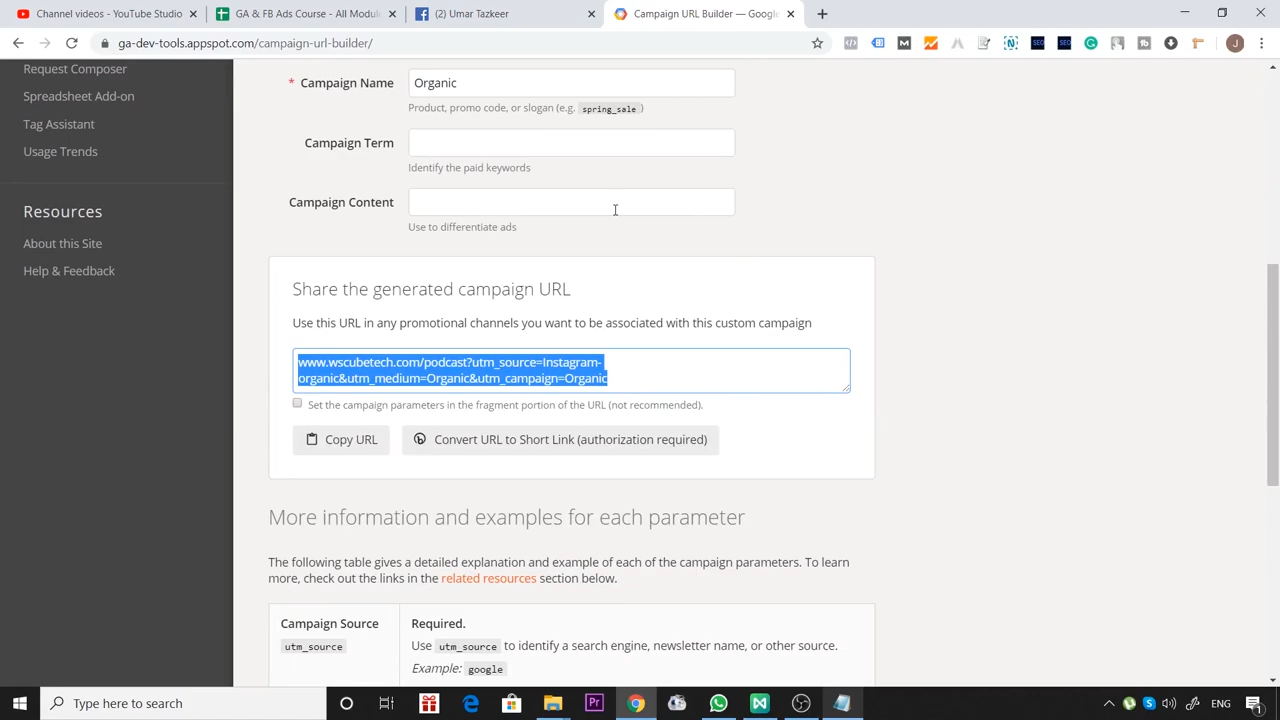 Channel videos - YouTube Studio
GA & FB Ads Course - All Module
(2) Umar Tazkeer
Campaign URL Builder — Google
ga-dev-tools.appspot.com/campaign-url-builder/
Request Composer
Spreadsheet Add-on
Tag Assistant
Usage Trends
Resources
About this Site
Help & Feedback
* Campaign Name
Organic
Product, promo code, or slogan (e.g. spring_sale )
Campaign Term
Identify the paid keywords
Campaign Content
Use to differentiate ads
Share the generated campaign URL
Use this URL in any promotional channels you want to be associated with this custom campaign
www.wscubetech.com/podcast?utm_source=Instagram-
organic&utm_medium=Organic&utm_campaign=Organic
Set the campaign parameters in the fragment portion of the URL (not recommended).
Copy URL
Convert URL to Short Link (authorization required)
More information and examples for each parameter
The following table gives a detailed explanation and example of each of the campaign parameters. To learn
more, check out the links in the related resources section below.
Campaign Source
utm_source
Required.
Use utm_source to identify a search engine, newsletter name, or other source.
Example: google
Type here to search
ENG